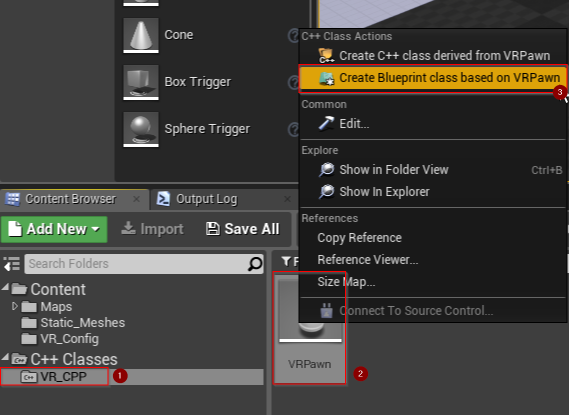 Cone
Box Trigger
Sphere Trigger
C++ Class Actions
Create C++ class derived from VRPawn
Create Blueprint class based on VRPawn
3
Common
Edit...
Explore
Show in Folder View Ctrl+B
Show In Explorer
References
Copy Reference
Reference Viewer...
Size Map...
Connect To Source Control...
Content Browser
Output Log
Add New
Import
Save All
Search Folders
Content
Maps
Static_Meshes
VR_Config
C++ Classes
VR_CPP
1
VRPawn
2